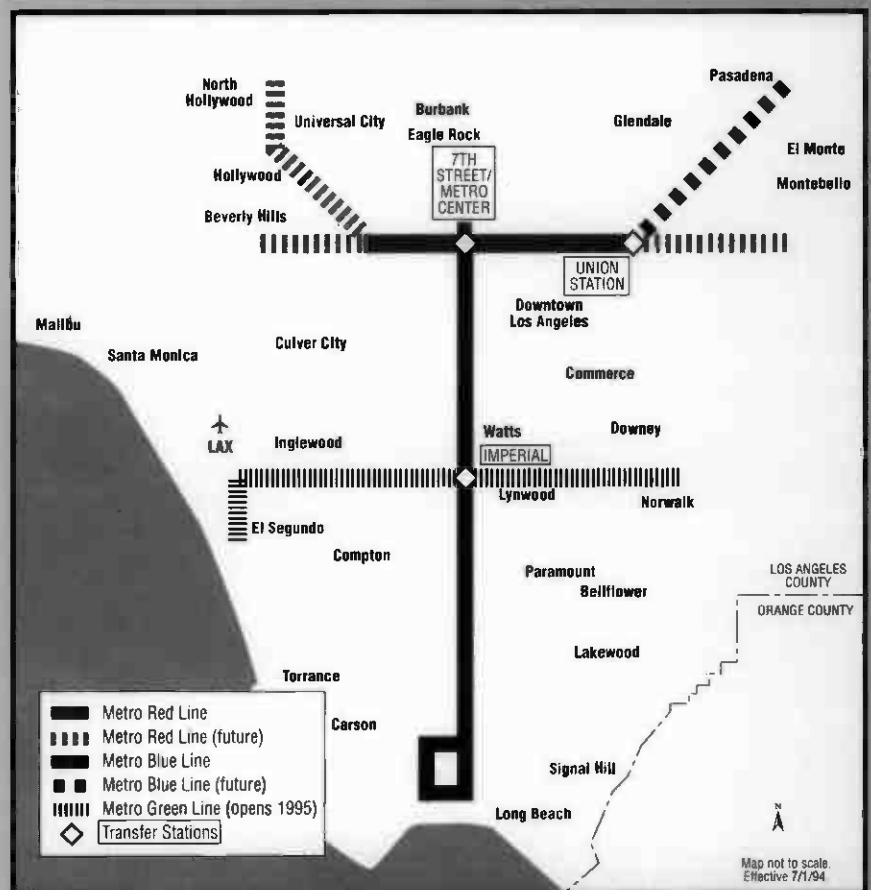 Pasadena
North
Hollywood
Universal City
Burbank
Eagle Rock
Glendale
El Monte
Montebello
Hollywood
7TH
STREET/
METRO
CENTER
Beverly Hills
UNION
STATION
Downtown
Los Angeles
Malibu
Santa Monica
Culver City
Commerce
LAX
Inglewood
Watts
IMPERIAL
Downey
Lynwood
Norwalk
El Segundo
Compton
Paramount
Bellflower
LOS ANGELES
COUNTY
ORANGE COUNTY
Lakewood
Torrance
Carson
Signal Hill
Long Beach
Metro Red Line
Metro Red Line (future)
Metro Blue Line
Metro Blue Line (future)
Metro Green Line (opens 1995)
Transfer Stations
N
Map not to scale.
Effective 7/1/94